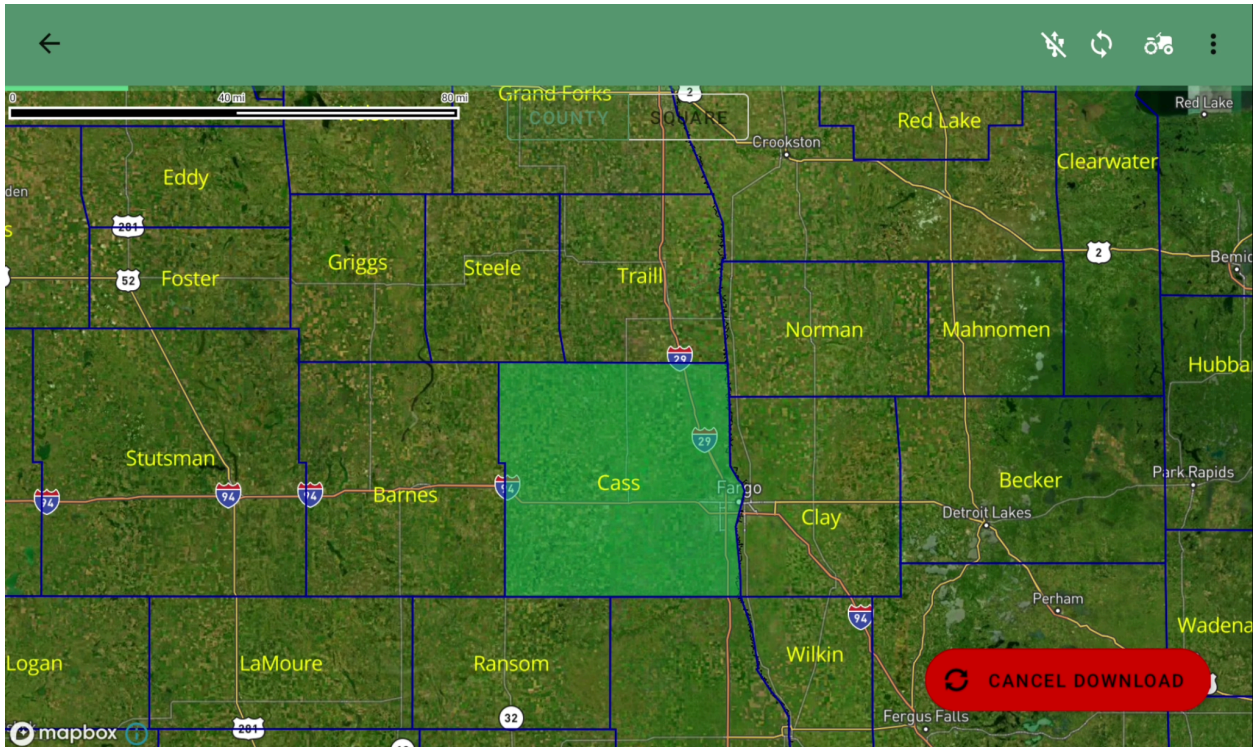 0 40 mi 80 mi
Grand Forks
2
COUNTY SQUARE
Red Lake
Red Lake
Crookston
Clearwater
Eddy
281
2
Griggs
Steele
Traill
Foster
52
Norman
Mahnomen
29
Hubba
29
Stutsman
Cass
Becker
Park Rapids
94
94
94
94
Barnes
Fargo
Clay
Detroit Lakes
Perham
94
Wadena
Logan
LaMoure
Ransom
Wilkin
CANCEL DOWNLOAD
32
Fergus Falls
281
mapbox